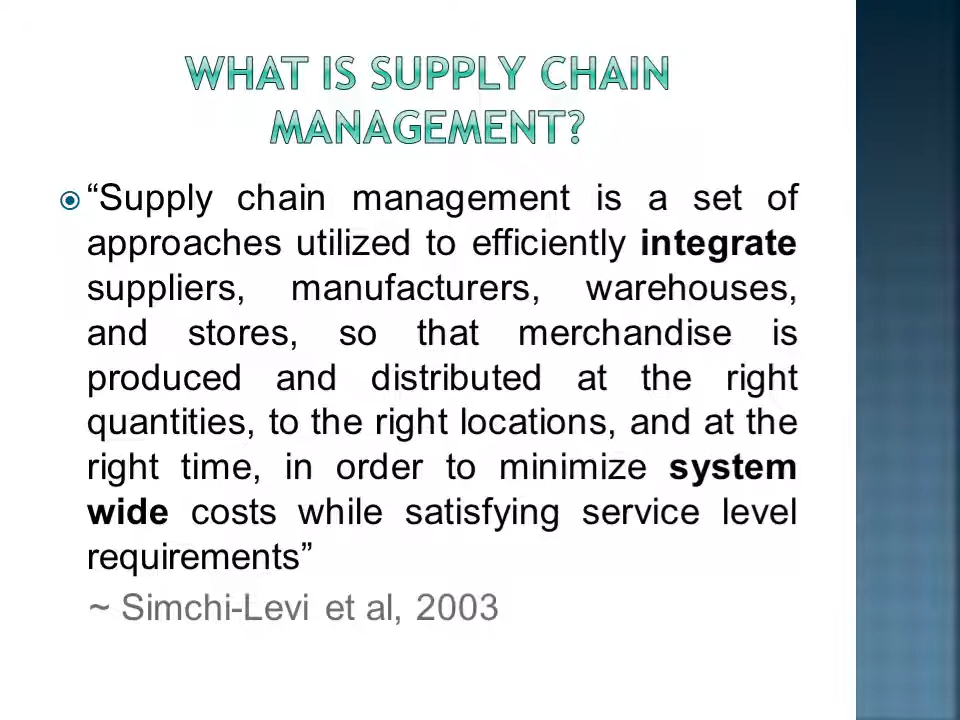 WHAT IS SUPPLY CHAIN
MANAGEMENT?
“Supply chain management is a set of
approaches utilized to efficiently integrate
suppliers, manufacturers, warehouses,
and stores, so that merchandise is
produced and distributed at the right
quantities, to the right locations, and at the
right time, in order to minimize system
wide costs while satisfying service level
requirements”
~ Simchi-Levi et al, 2003